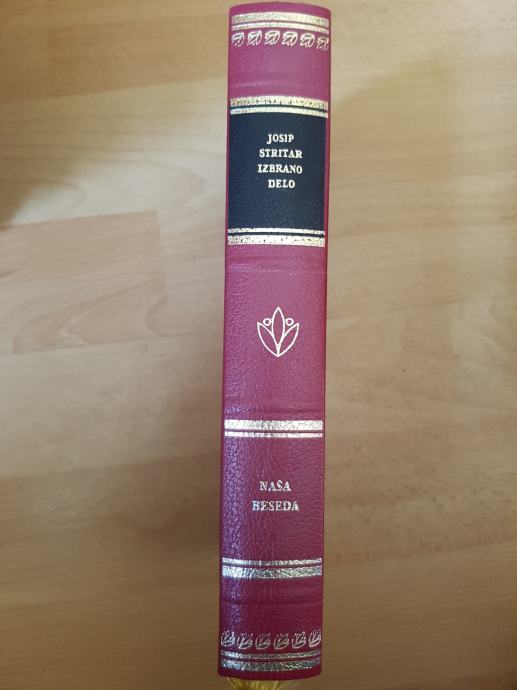 JOSIP
STRITAR
IZBRANO
DELO
NAŠA
BESEDA